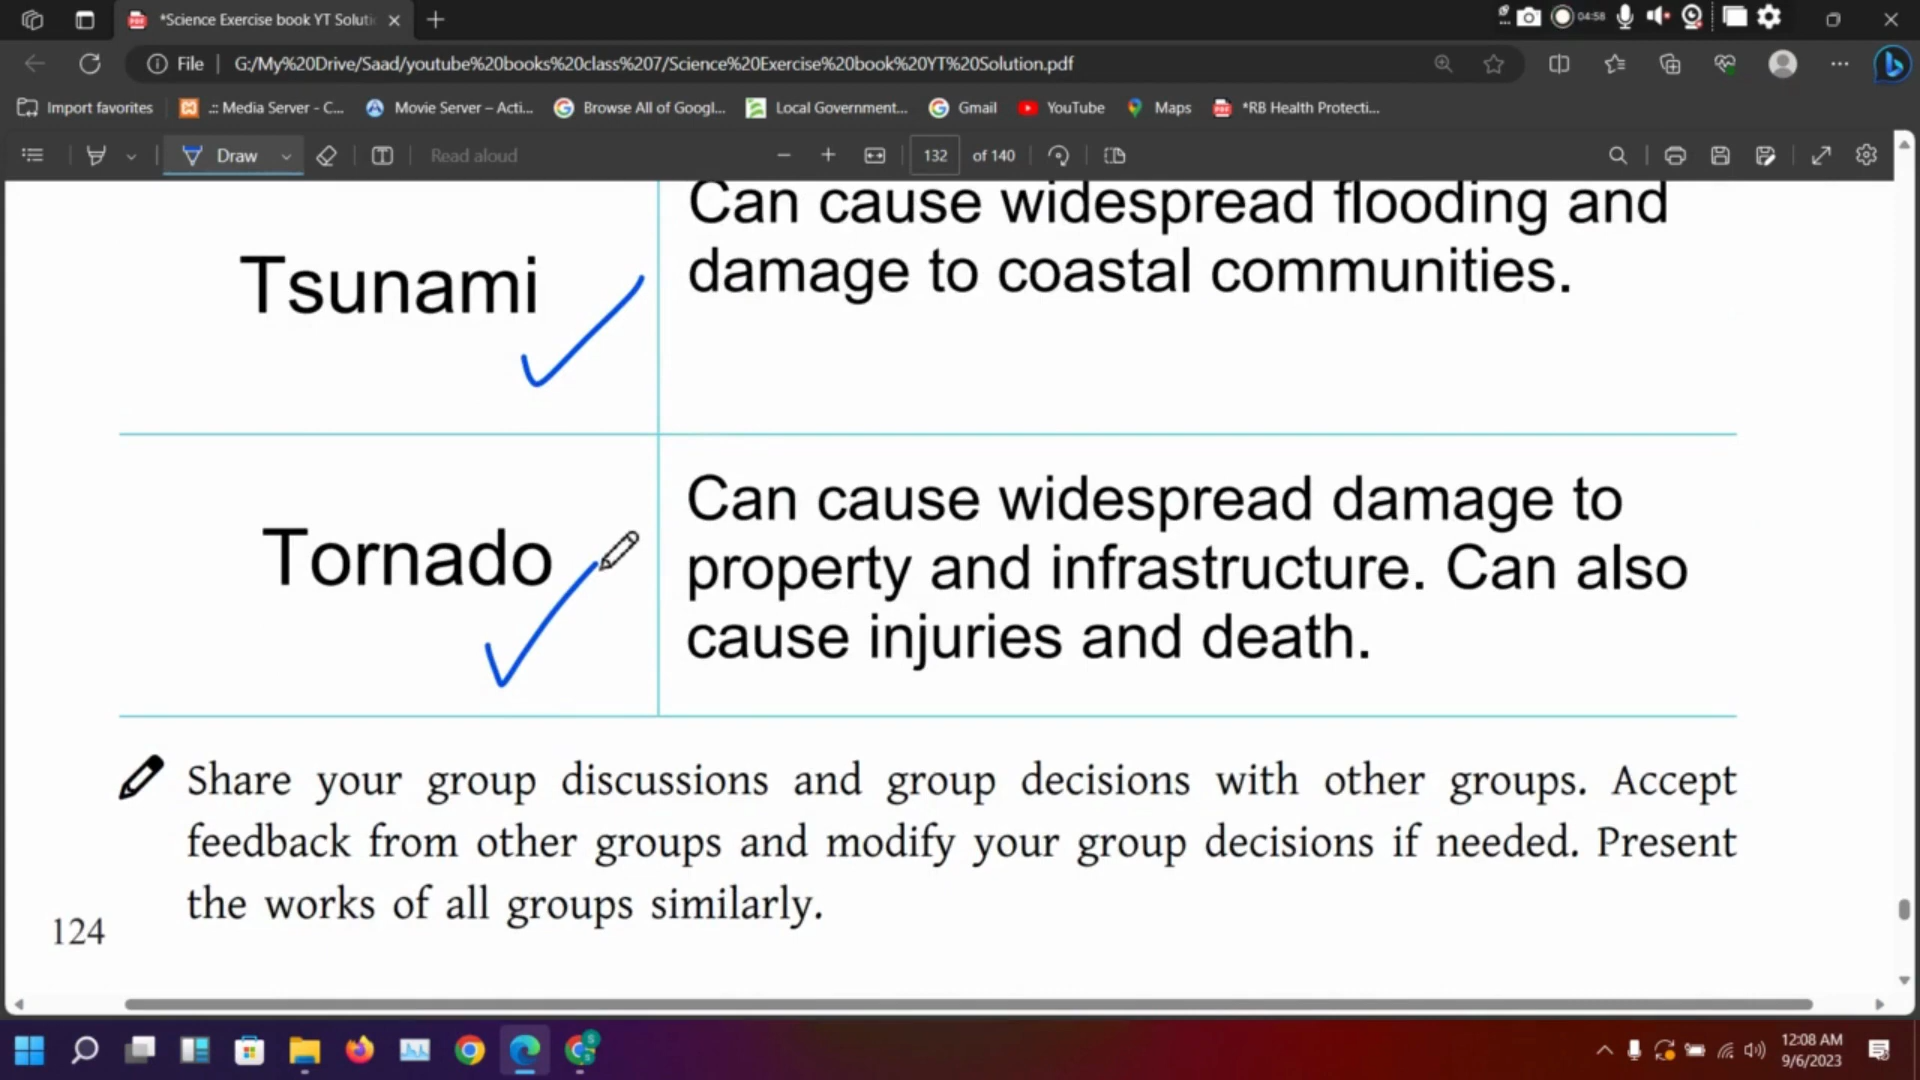 *Science Exercise book YT Soluti
04:58
File
G:/My%20Drive/Saad/youtube%20books%20class%207/Science%20Exercise%20book%20YT%20Solution.pdf
Import favorites
.:: Media Server - C...
Movie Server – Acti...
Browse All of Googl...
Local Government...
Gmail
YouTube
Maps
*RB Health Protecti...
Draw
Read aloud
132 of 140
Can cause widespread flooding and
Tsunami
damage to coastal communities.
Can cause widespread damage to
Tornado
property and infrastructure. Can also
cause injuries and death.
Share your group discussions and group decisions with other groups. Accept
feedback from other groups and modify your group decisions if needed. Present
the works of all groups similarly.
124
12:08 AM
9/6/2023